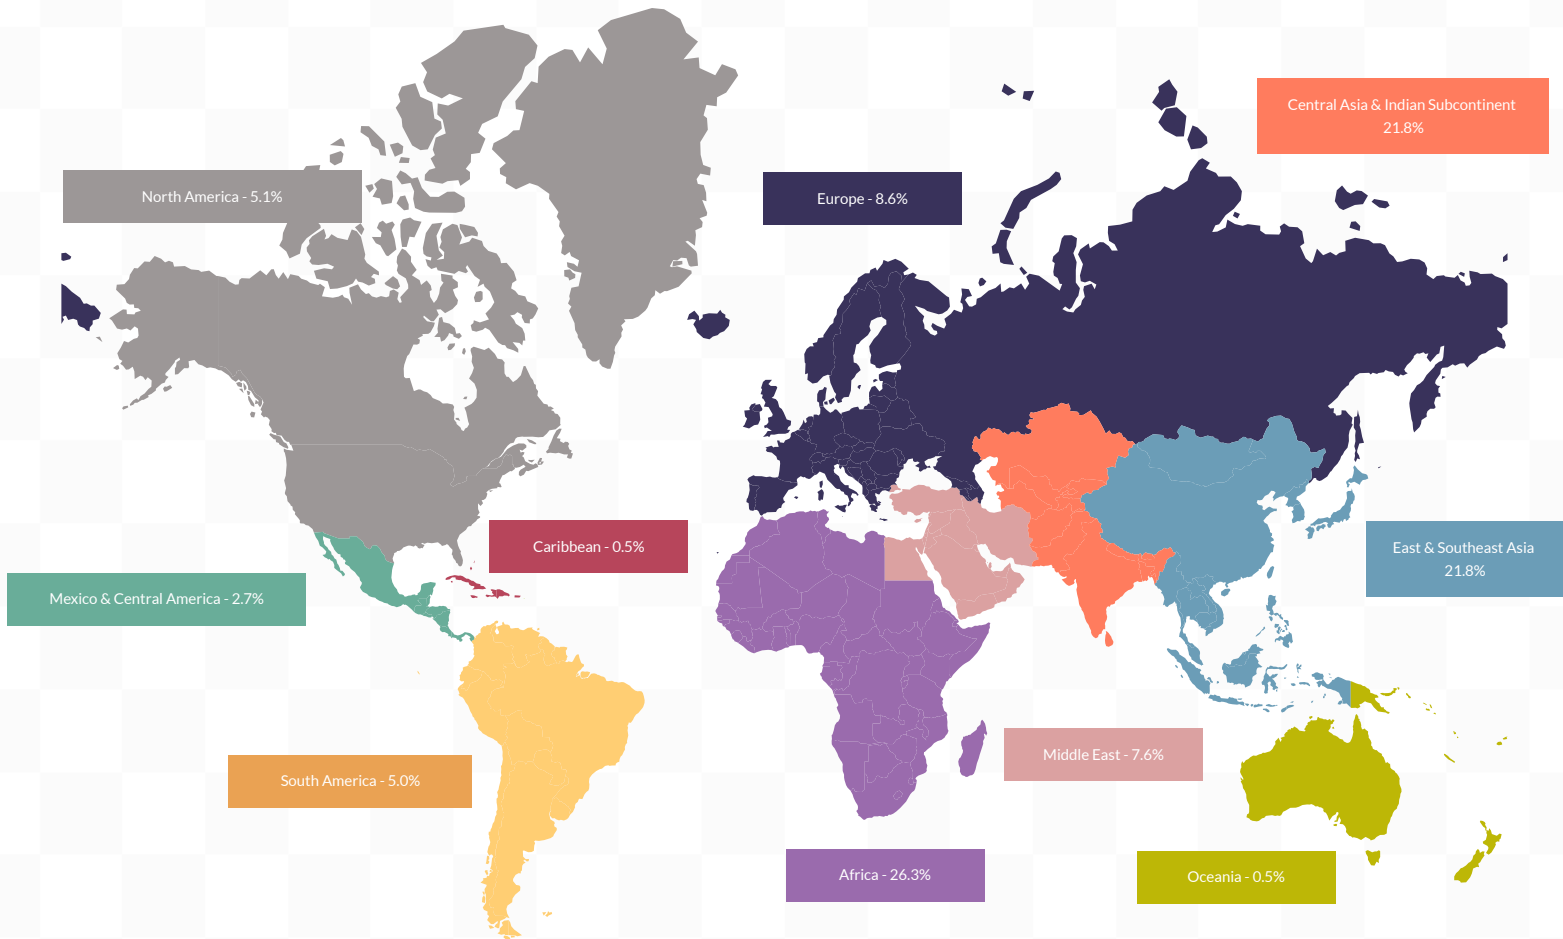 Central Asia & Indian Subcontinent
21.8%
North America - 5.1%
Europe - 8.6%
Caribbean - 0.5%
East & Southeast Asia
21.8%
Mexico & Central America - 2.7%
Middle East - 7.6%
South America - 5.0%
Africa - 26.3%
Oceania - 0.5%